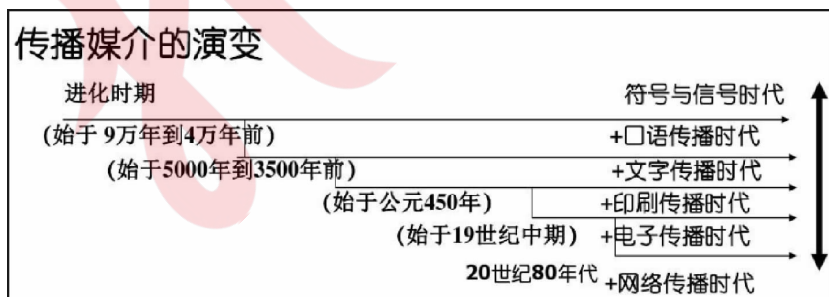 传播媒介的演变
进化时期 符号与信号时代
(始于 9万年到4万年前) +口语传播时代
(始于5000年到3500年前) +文字传播时代
(始于公元450年) +印刷传播时代
(始于19世纪中期) +电子传播时代
20世纪80年代 +网络传播时代